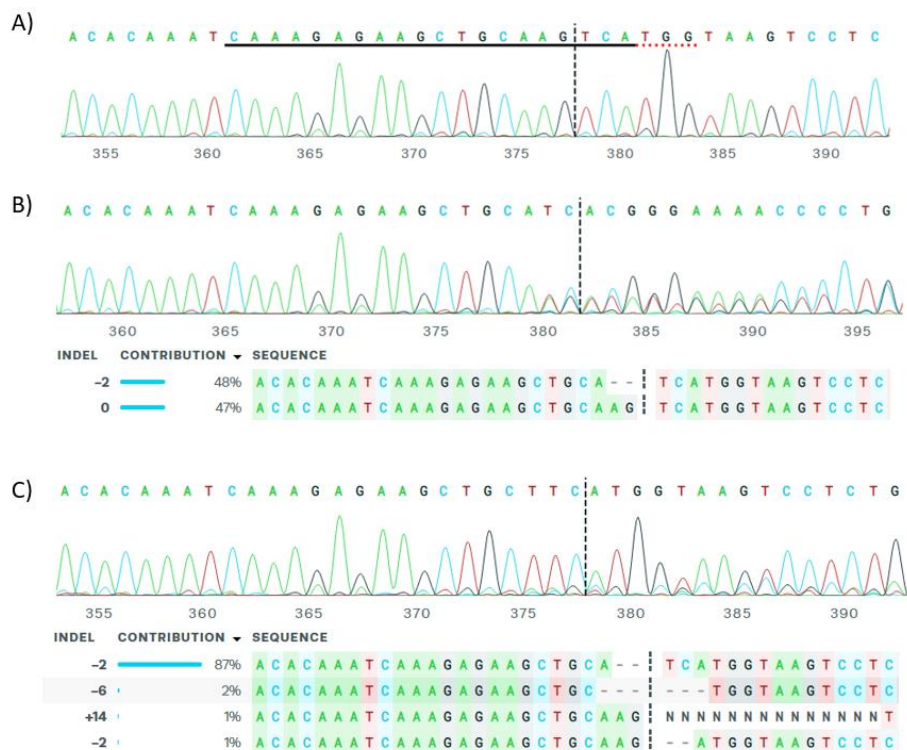 A)
A C A C A A A T C A A A G A G A A G C T G C A A G T C A T G G T A A G T C C T C
355 360 365 370 375 380 385 390
B)
A C A C A A A T C A A A G A G A A G C T G C A T C A C G G G A A A A C C C C T G
360 365 370 375 380 385 390 395
INDEL CONTRIBUTION SEQUENCE
-2 48% A C A C A A A T C A A A G A G A A G C T G C A - - T C A T G G T A A G T C C T C
0 47% A C A C A A A T C A A A G A G A A G C T G C A A G T C A T G G T A A G T C C T C
C)
A C A C A A A T C A A A G A G A A G C T G C T T C A T G G T A A G T C C T C T G
355 360 365 370 375 380 385 390
INDEL CONTRIBUTION SEQUENCE
-2 87% A C A C A A A T C A A A G A G A A G C T G C A - - T C A T G G T A A G T C C T C
-6 2% A C A C A A A T C A A A G A G A A G C T G C - - - - - - T G G T A A G T C C T C
+14 1% A C A C A A A T C A A A G A G A A G C T G C A A G N N N N N N N N N N N N N N T
-2 1% A C A C A A A T C A A A G A G A A G C T G C A A G - - A T G G T A A G T C C T C